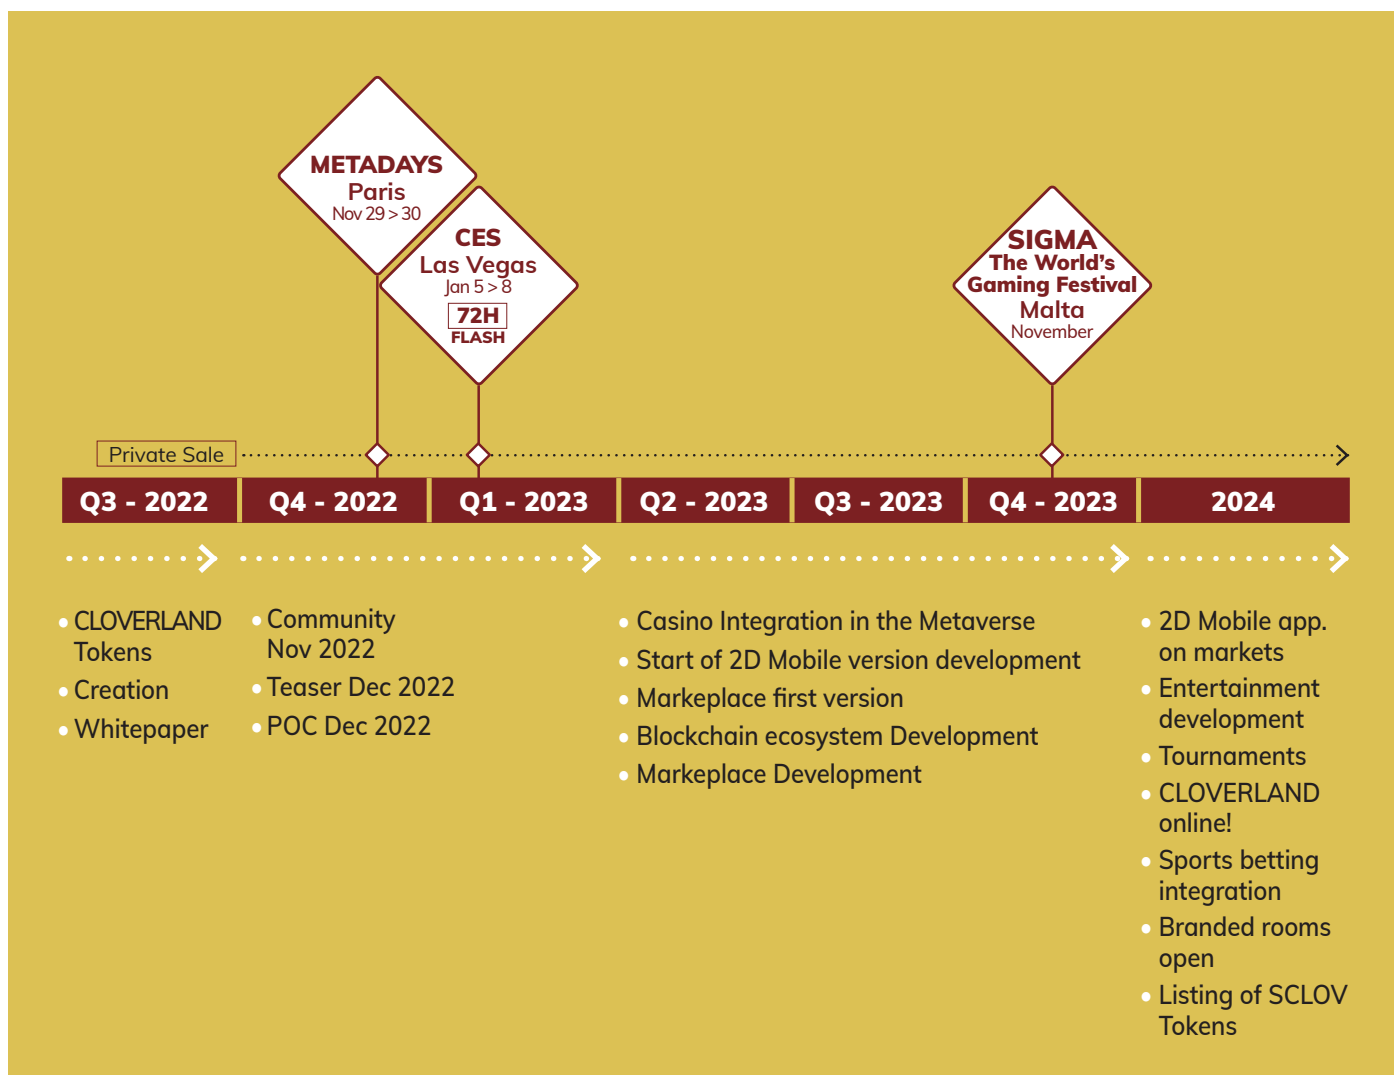 METADAYS
Paris
Nov 29 > 30
CES
Las Vegas
Jan 5 > 8
72H
FLASH
SIGMA
The World's
Gaming Festival
Malta
November
Private Sale
Q3 - 2022
Q4 - 2022
Q1 - 2023
Q2 - 2023
Q3 - 2023
Q4 - 2023
2024
• CLOVERLAND
Tokens
• Creation
• Whitepaper
• Community
Nov 2022
• Teaser Dec 2022
• POC Dec 2022
• Casino Integration in the Metaverse
• Start of 2D Mobile version development
• Markeplace first version
• Blockchain ecosystem Development
• Markeplace Development
• 2D Mobile app.
on markets
• Entertainment
development
• Tournaments
• CLOVERLAND
online!
• Sports betting
integration
• Branded rooms
open
• Listing of SCLOV
Tokens